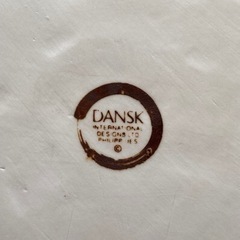 DANSK
INTERNATIONAL
DESIGNS LTD
PHILIPPINES
©